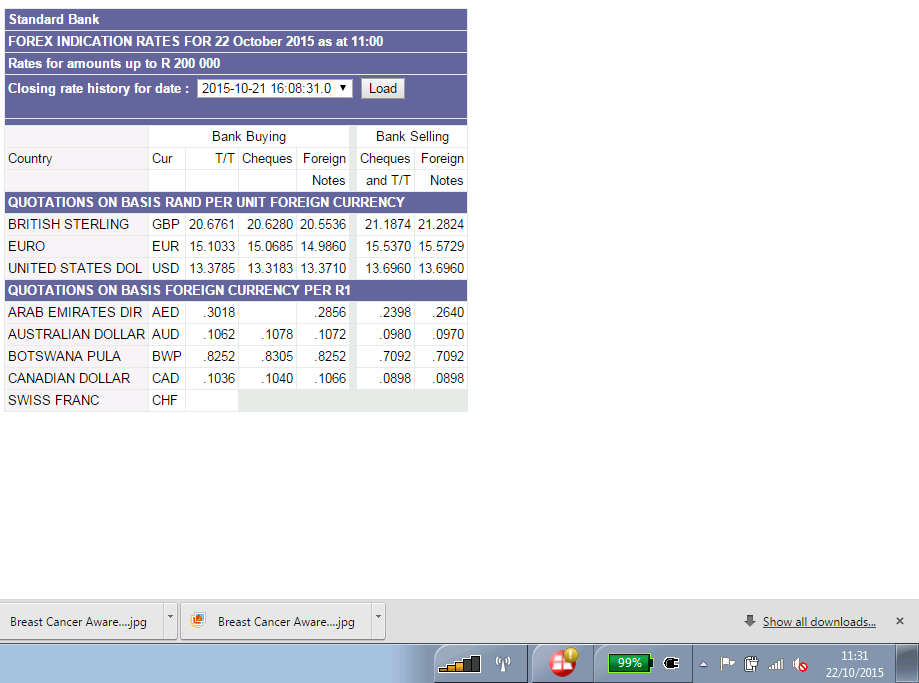 Standard Bank
FOREX INDICATION RATES FOR 22 October 2015 as at 11:00
Rates for amounts up to R 200 000
Closing rate history for date : 2015-10-21 16:08:31.0 Load
Bank Buying Bank Selling
Country Cur T/T Cheques Foreign Cheques Foreign
Notes and T/T Notes
QUOTATIONS ON BASIS RAND PER UNIT FOREIGN CURRENCY
BRITISH STERLING GBP 20.6761 20.6280 20.5536 21.1874 21.2824
EURO EUR 15.1033 15.0685 14.9860 15.5370 15.5729
UNITED STATES DOL USD 13.3785 13.3183 13.3710 13.6960 13.6960
QUOTATIONS ON BASIS FOREIGN CURRENCY PER R1
ARAB EMIRATES DIR AED .3018 .2856 .2398 .2640
AUSTRALIAN DOLLAR AUD .1062 .1078 .1072 .0980 .0970
BOTSWANA PULA BWP .8252 .8305 .8252 .7092 .7092
CANADIAN DOLLAR CAD .1036 .1040 .1066 .0898 .0898
SWISS FRANC CHF
Breast Cancer Aware....jpg Breast Cancer Aware....jpg Show all downloads...
99% 11:31
22/10/2015